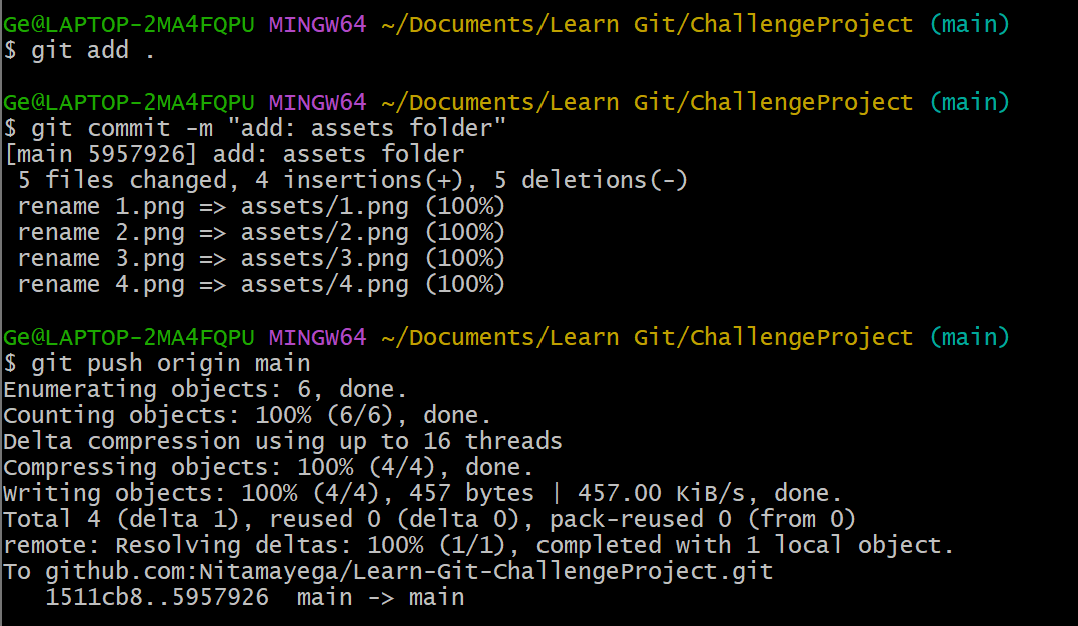 Ge@LAPTOP-2MA4FQPU MINGW64 ~/Documents/Learn Git/ChallengeProject (main)
$ git add .
Ge@LAPTOP-2MA4FQPU MINGW64 ~/Documents/Learn Git/ChallengeProject (main)
$ git commit -m "add: assets folder"
[main 5957926] add: assets folder
 5 files changed, 4 insertions(+), 5 deletions(-)
 rename 1.png => assets/1.png (100%)
 rename 2.png => assets/2.png (100%)
 rename 3.png => assets/3.png (100%)
 rename 4.png => assets/4.png (100%)
Ge@LAPTOP-2MA4FQPU MINGW64 ~/Documents/Learn Git/ChallengeProject (main)
$ git push origin main
Enumerating objects: 6, done.
Counting objects: 100% (6/6), done.
Delta compression using up to 16 threads
Compressing objects: 100% (4/4), done.
Writing objects: 100% (4/4), 457 bytes | 457.00 KiB/s, done.
Total 4 (delta 1), reused 0 (delta 0), pack-reused 0 (from 0)
remote: Resolving deltas: 100% (1/1), completed with 1 local object.
To github.com:Nitamayega/Learn-Git-ChallengeProject.git
   1511cb8..5957926  main -> main